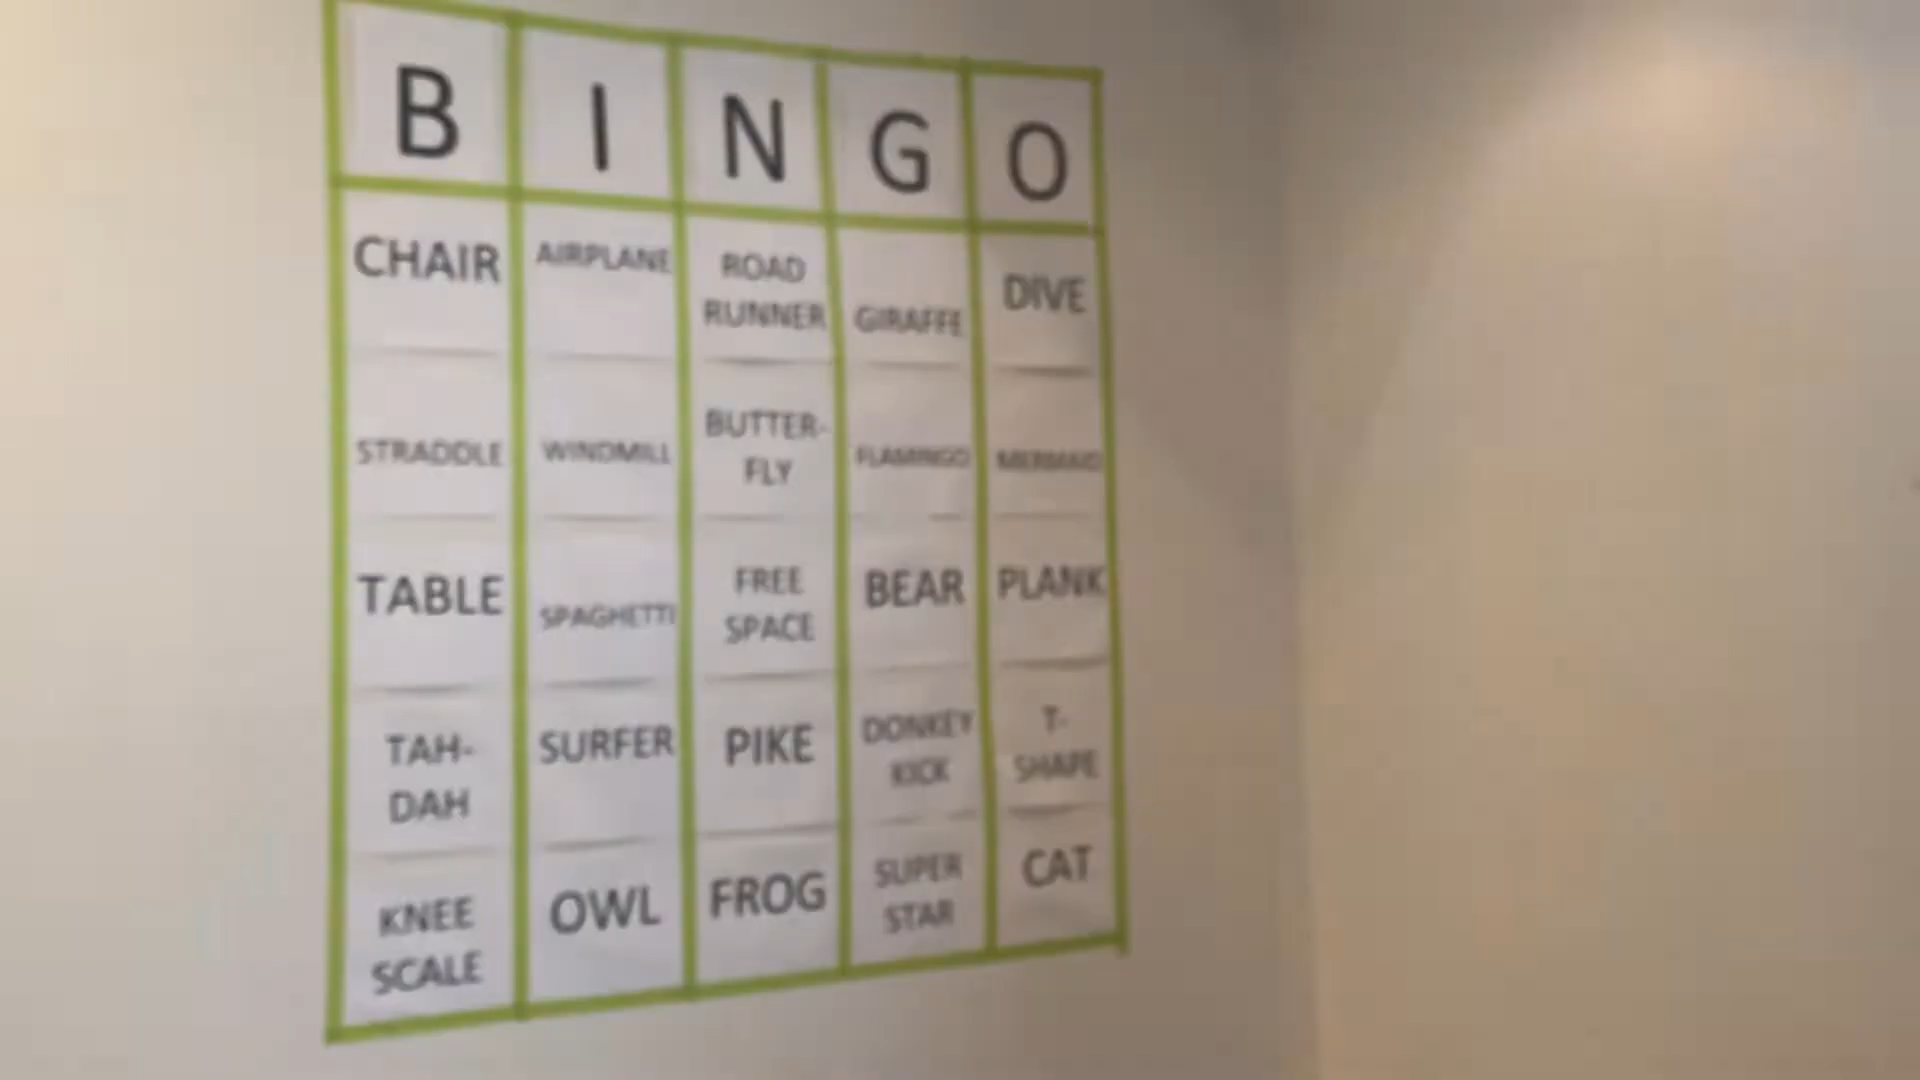 B I N G O
CHAIR AIRPLANE ROAD RUNNER GIRAFFE DIVE
STRADDLE WINDMILL BUTTER-FLY FLAMINGO MERMAID
TABLE SPAGHETTI FREE SPACE BEAR PLANK
TAH-DAH SURFER PIKE DONKEY KICK T-SHAPE
KNEE SCALE OWL FROG SUPER STAR CAT